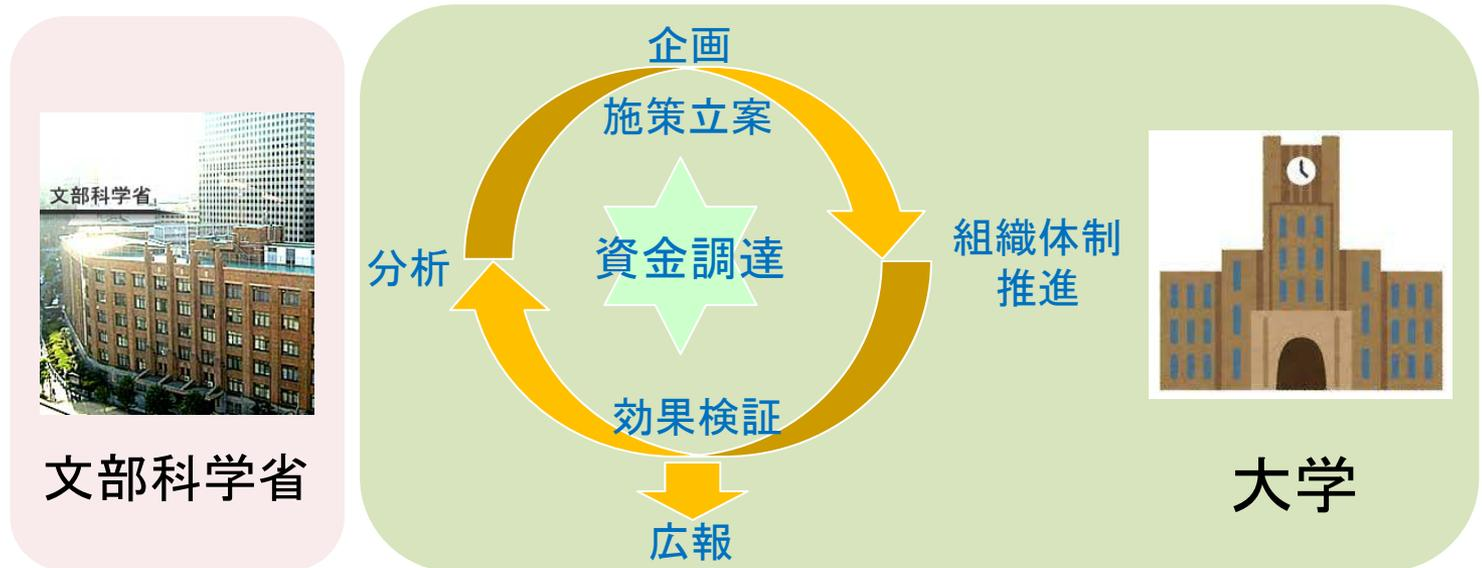 文部科学省
文部科学省
企画
施策立案
資金調達
分析
組織体制
推進
効果検証
広報
大学